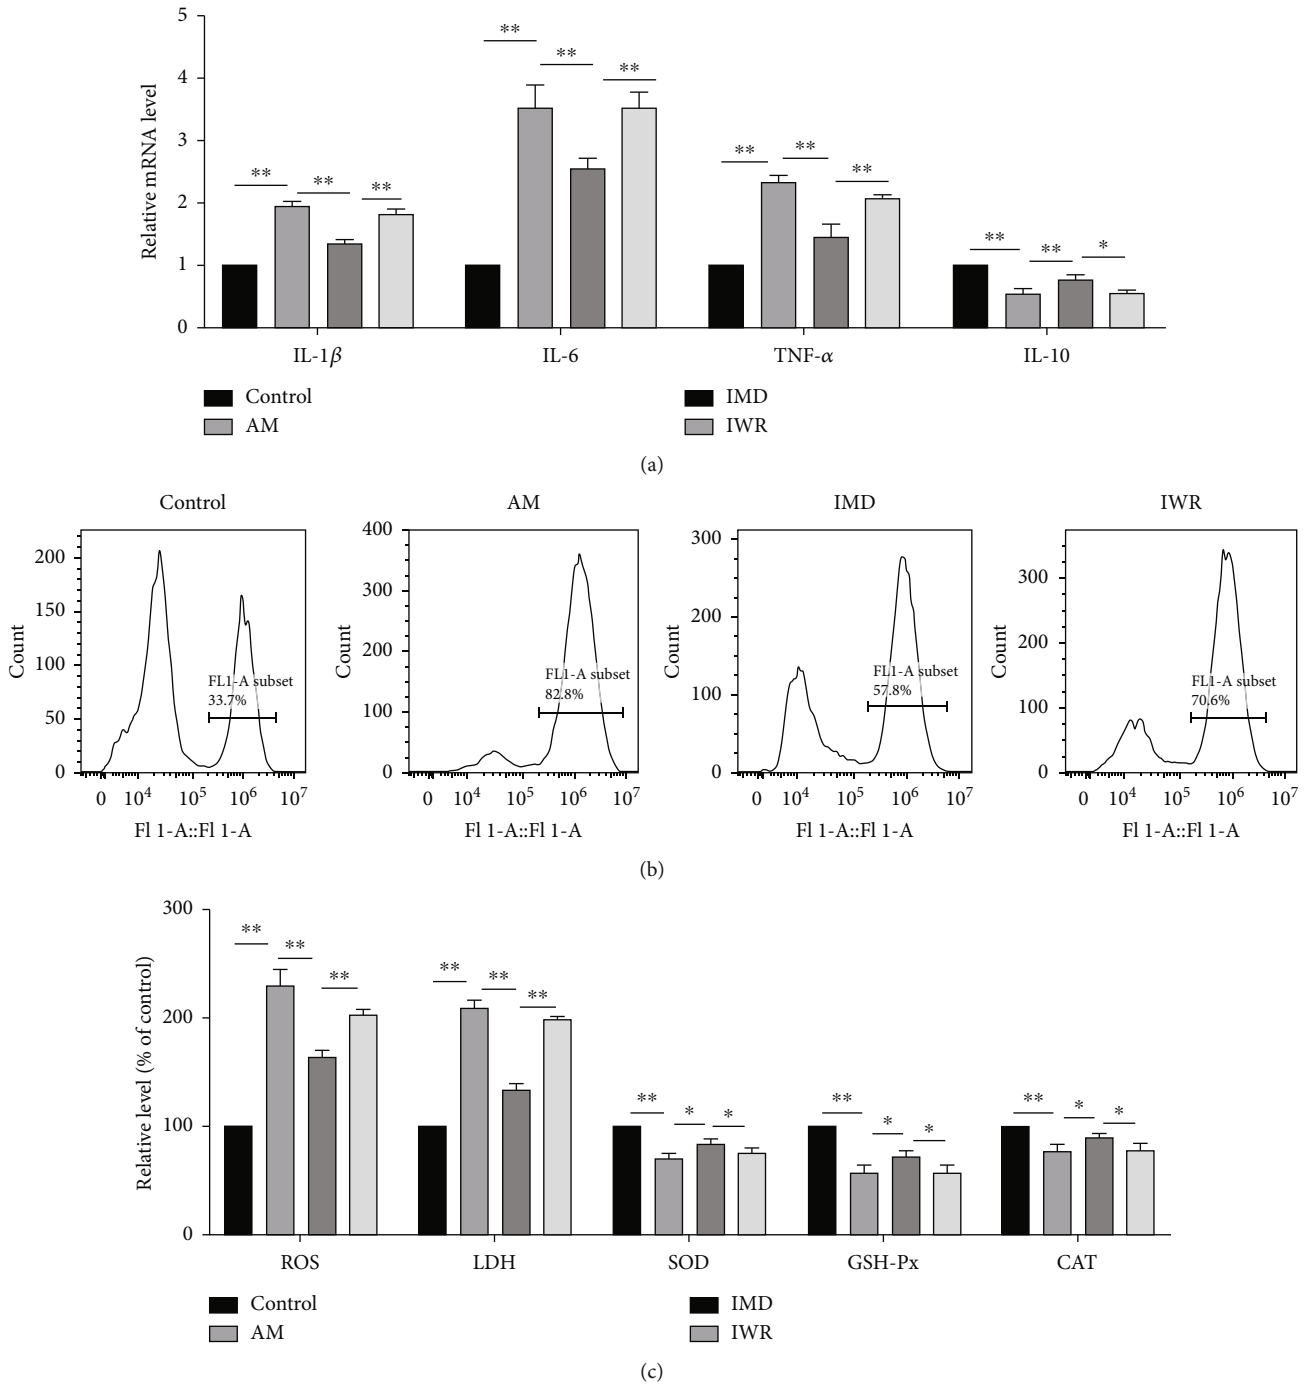 5
4
3
2
1
0
Relative mRNA level
** ** **
** ** **
** ** **
** ** *
IL-1β IL-6 TNF-α IL-10
Control IMD
AM IWR
(a)
Control
200
150
100
50
0
Count
FL1-A subset
33.7%
0 10⁴ 10⁵ 10⁶ 10⁷
Fl 1-A::Fl 1-A
AM
400
300
200
100
0
Count
FL1-A subset
82.8%
0 10⁴ 10⁵ 10⁶ 10⁷
Fl 1-A::Fl 1-A
IMD
300
200
100
0
Count
FL1-A subset
57.8%
0 10⁴ 10⁵ 10⁶ 10⁷
Fl 1-A::Fl 1-A
IWR
300
200
100
0
Count
FL1-A subset
70.6%
0 10⁴ 10⁵ 10⁶ 10⁷
Fl 1-A::Fl 1-A
(b)
300
200
100
0
Relative level (% of control)
** ** **
** ** **
** * *
** * *
** * *
ROS LDH SOD GSH-Px CAT
Control IMD
AM IWR
(c)